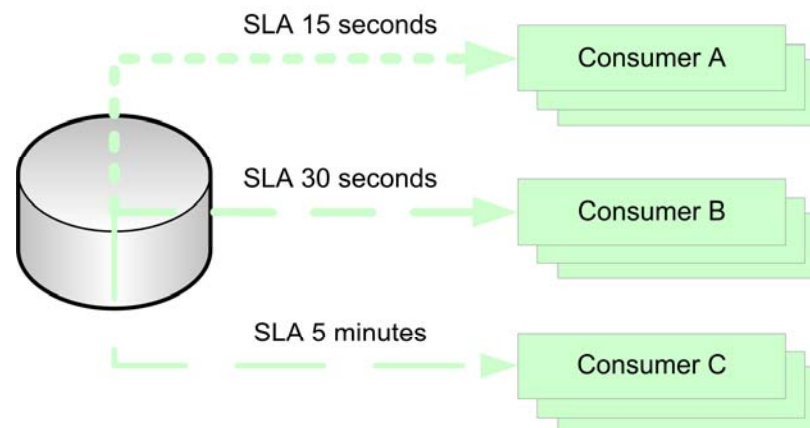 SLA 15 seconds
Consumer A
SLA 30 seconds
Consumer B
SLA 5 minutes
Consumer C